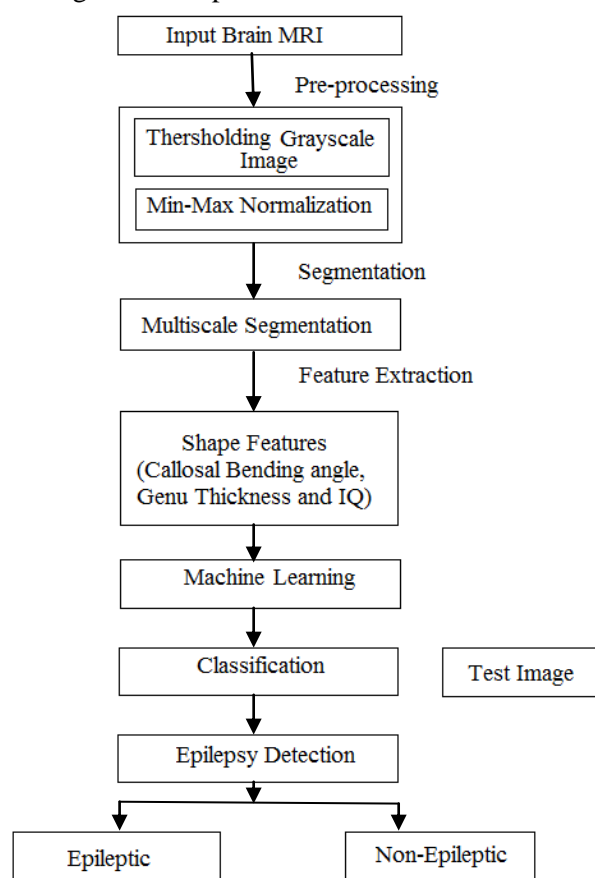 Input Brain MRI
Pre-processing
Thersholding Grayscale
Image
Min-Max Normalization
Segmentation
Multiscale Segmentation
Feature Extraction
Shape Features
(Callosal Bending angle,
Genu Thickness and IQ)
Machine Learning
Classification
Test Image
Epilepsy Detection
Epileptic
Non-Epileptic